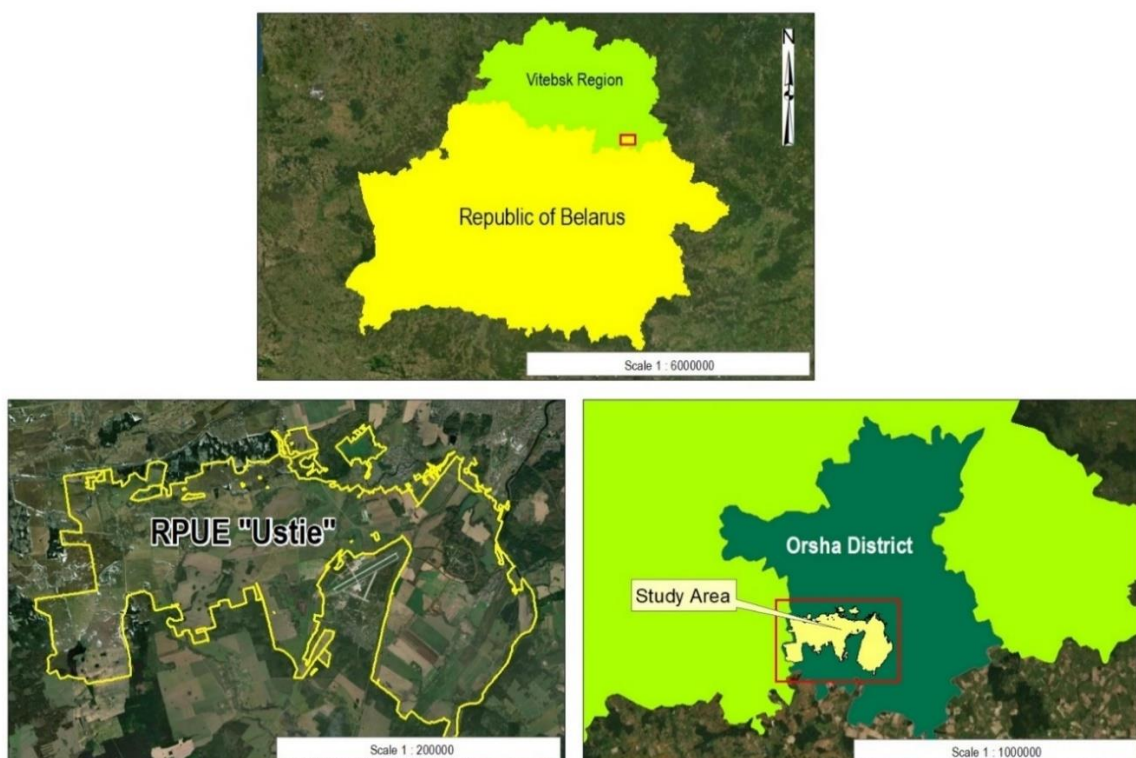 N
Vitebsk Region
Republic of Belarus
Scale 1 : 6000000
RPUE "Ustie"
Scale 1 : 200000
Orsha District
Study Area
Scale 1 : 1000000